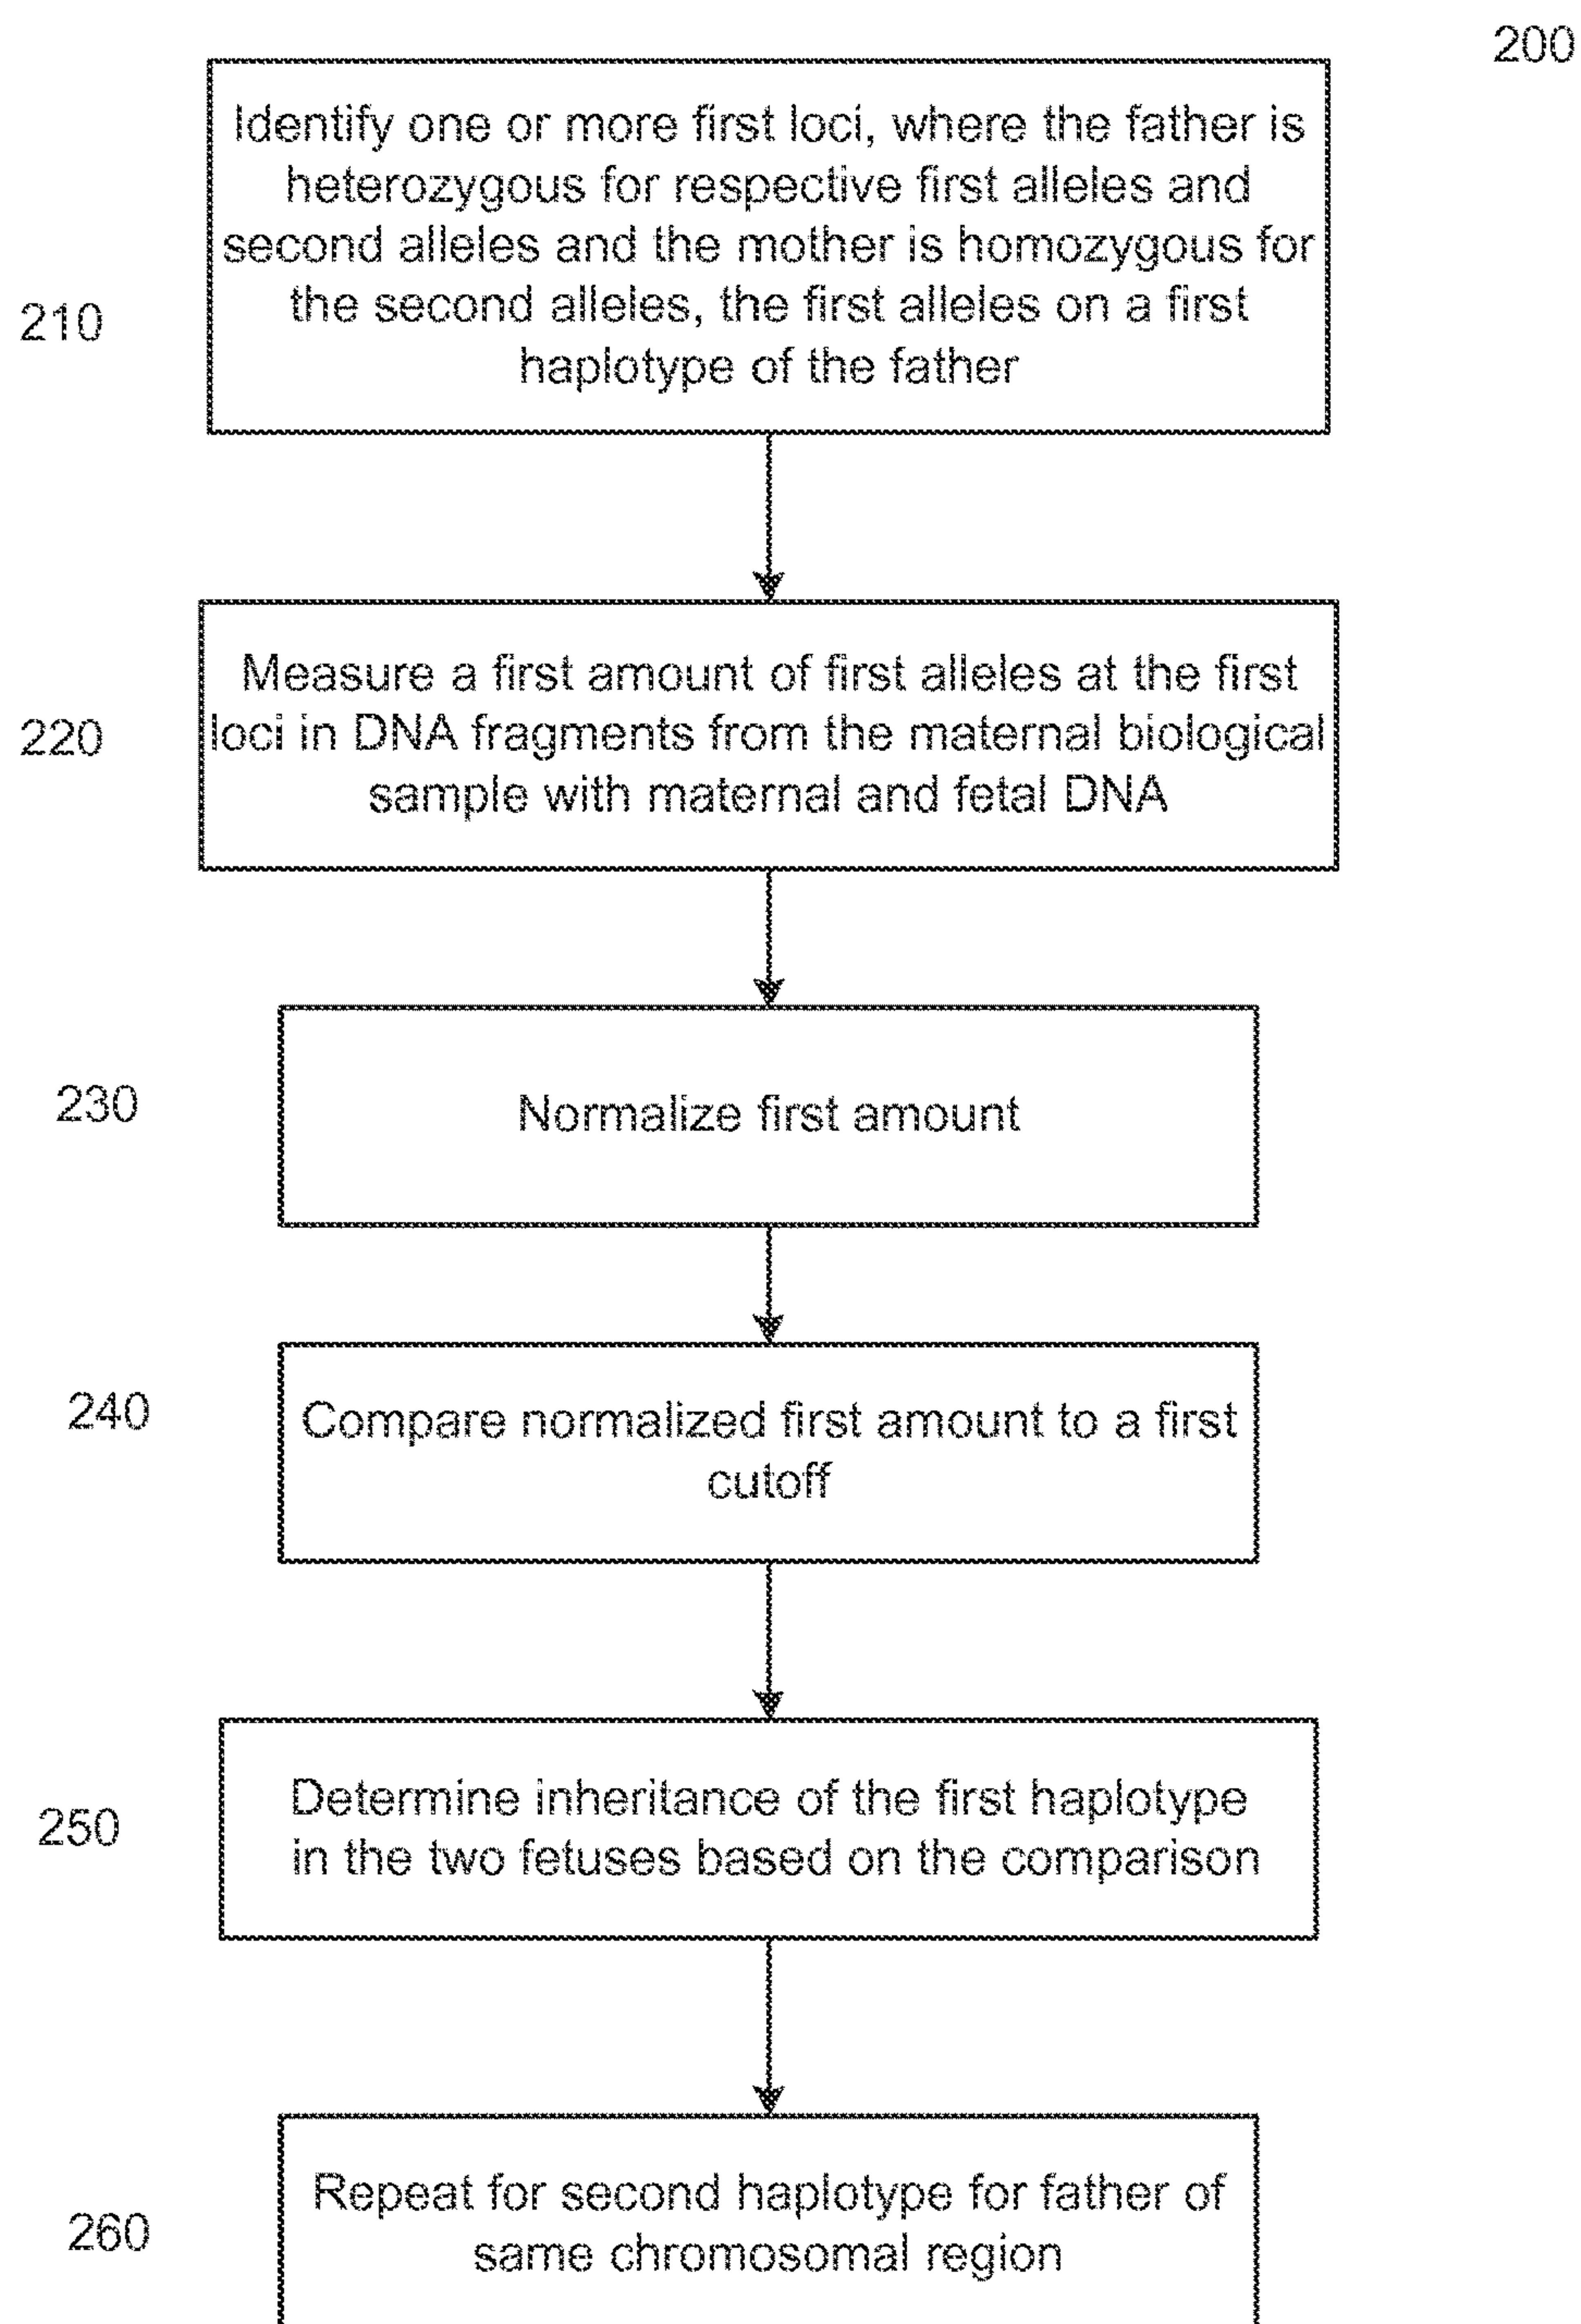 200
Identify one or more first loci, where the father is
heterozygous for respective first alleles and
second alleles and the mother is homozygous for
the second alleles, the first alleles on a first
haplotype of the father
210
Measure a first amount of first alleles at the first
loci in DNA fragments from the maternal biological
sample with maternal and fetal DNA
220
Normalize first amount
230
Compare normalized first amount to a first
cutoff
240
Determine inheritance of the first haplotype
in the two fetuses based on the comparison
250
Repeat for second haplotype for father of
same chromosomal region
260